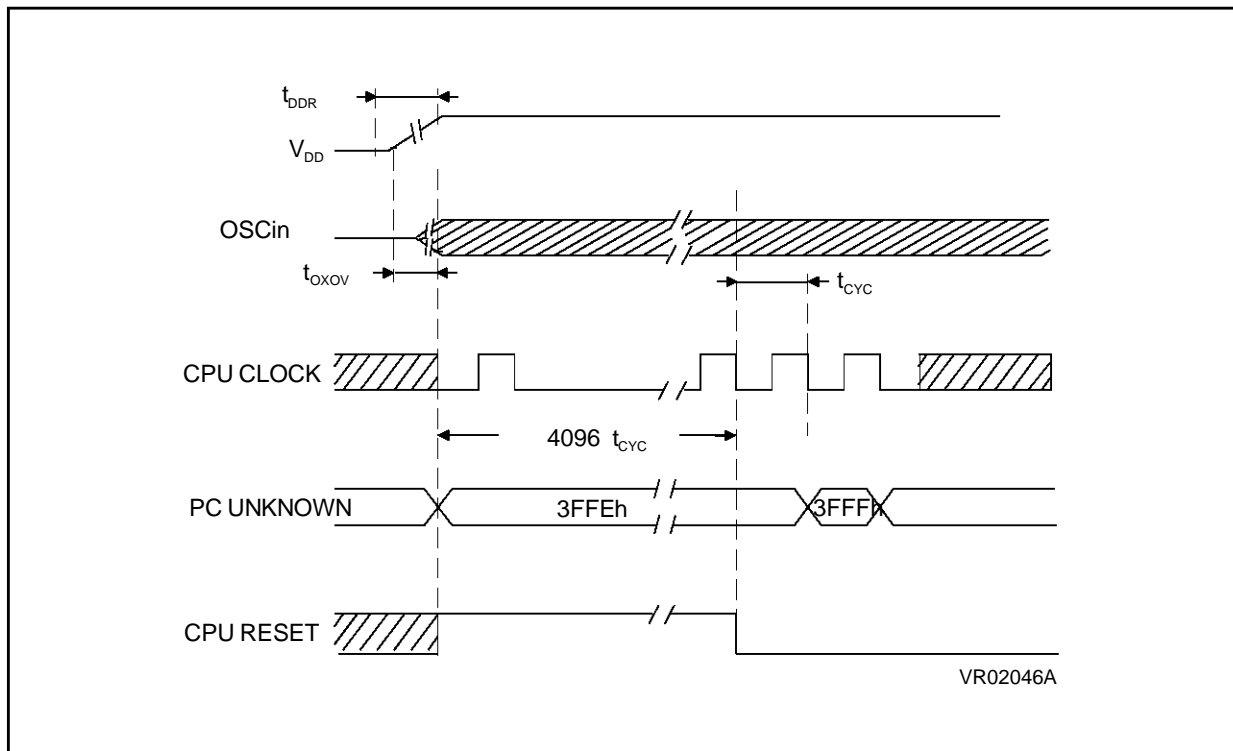 tDDR
VDD
OSCin
tOXOV
tCYC
CPU CLOCK
4096 tCYC
PC UNKNOWN
3FFEh
3FFFh
CPU RESET
VR02046A